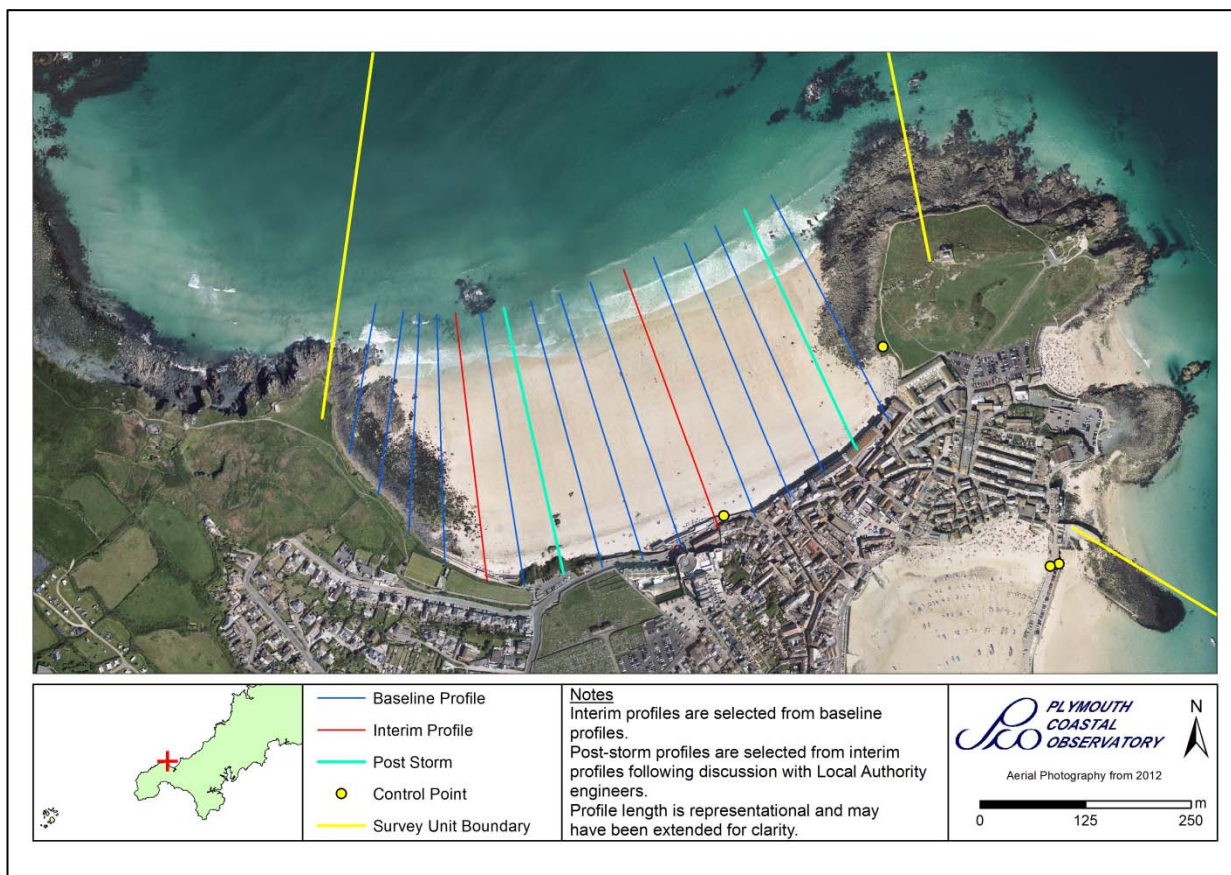 Baseline Profile
Interim Profile
Post Storm
Control Point
Survey Unit Boundary
Notes
Interim profiles are selected from baseline
profiles.
Post-storm profiles are selected from interim
profiles following discussion with Local Authority
engineers.
Profile length is representational and may
have been extended for clarity.
PLYMOUTH
COASTAL
OBSERVATORY
N
Aerial Photography from 2012
m
0 125 250